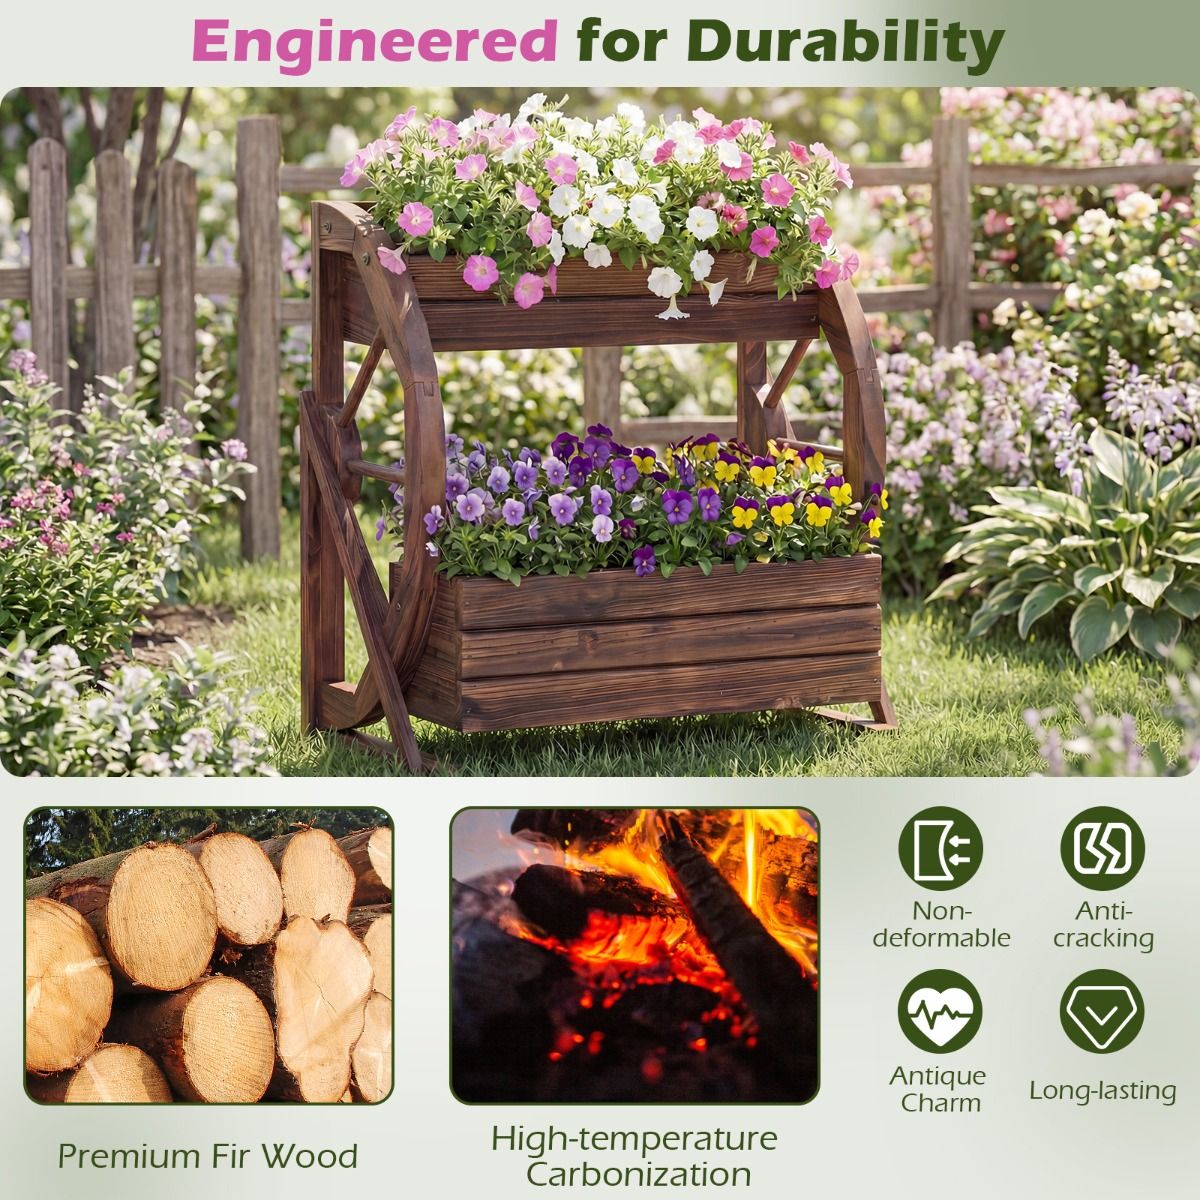 Engineered for Durability
Non-
deformable
Anti-
cracking
Antique
Charm
Long-lasting
Premium Fir Wood
High-temperature
Carbonization